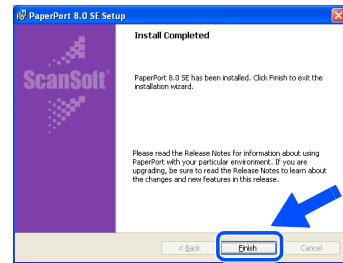 PaperPort 8.0 SE Setup
Install Completed
ScanSoft®
PaperPort 8.0 SE has been installed. Click Finish to exit the
installation wizard.
Please read the Release Notes for information about using
PaperPort with your particular environment. If you are
upgrading, be sure to read the Release Notes to learn about
the changes and new features in this release.
< Back
Finish
Cancel